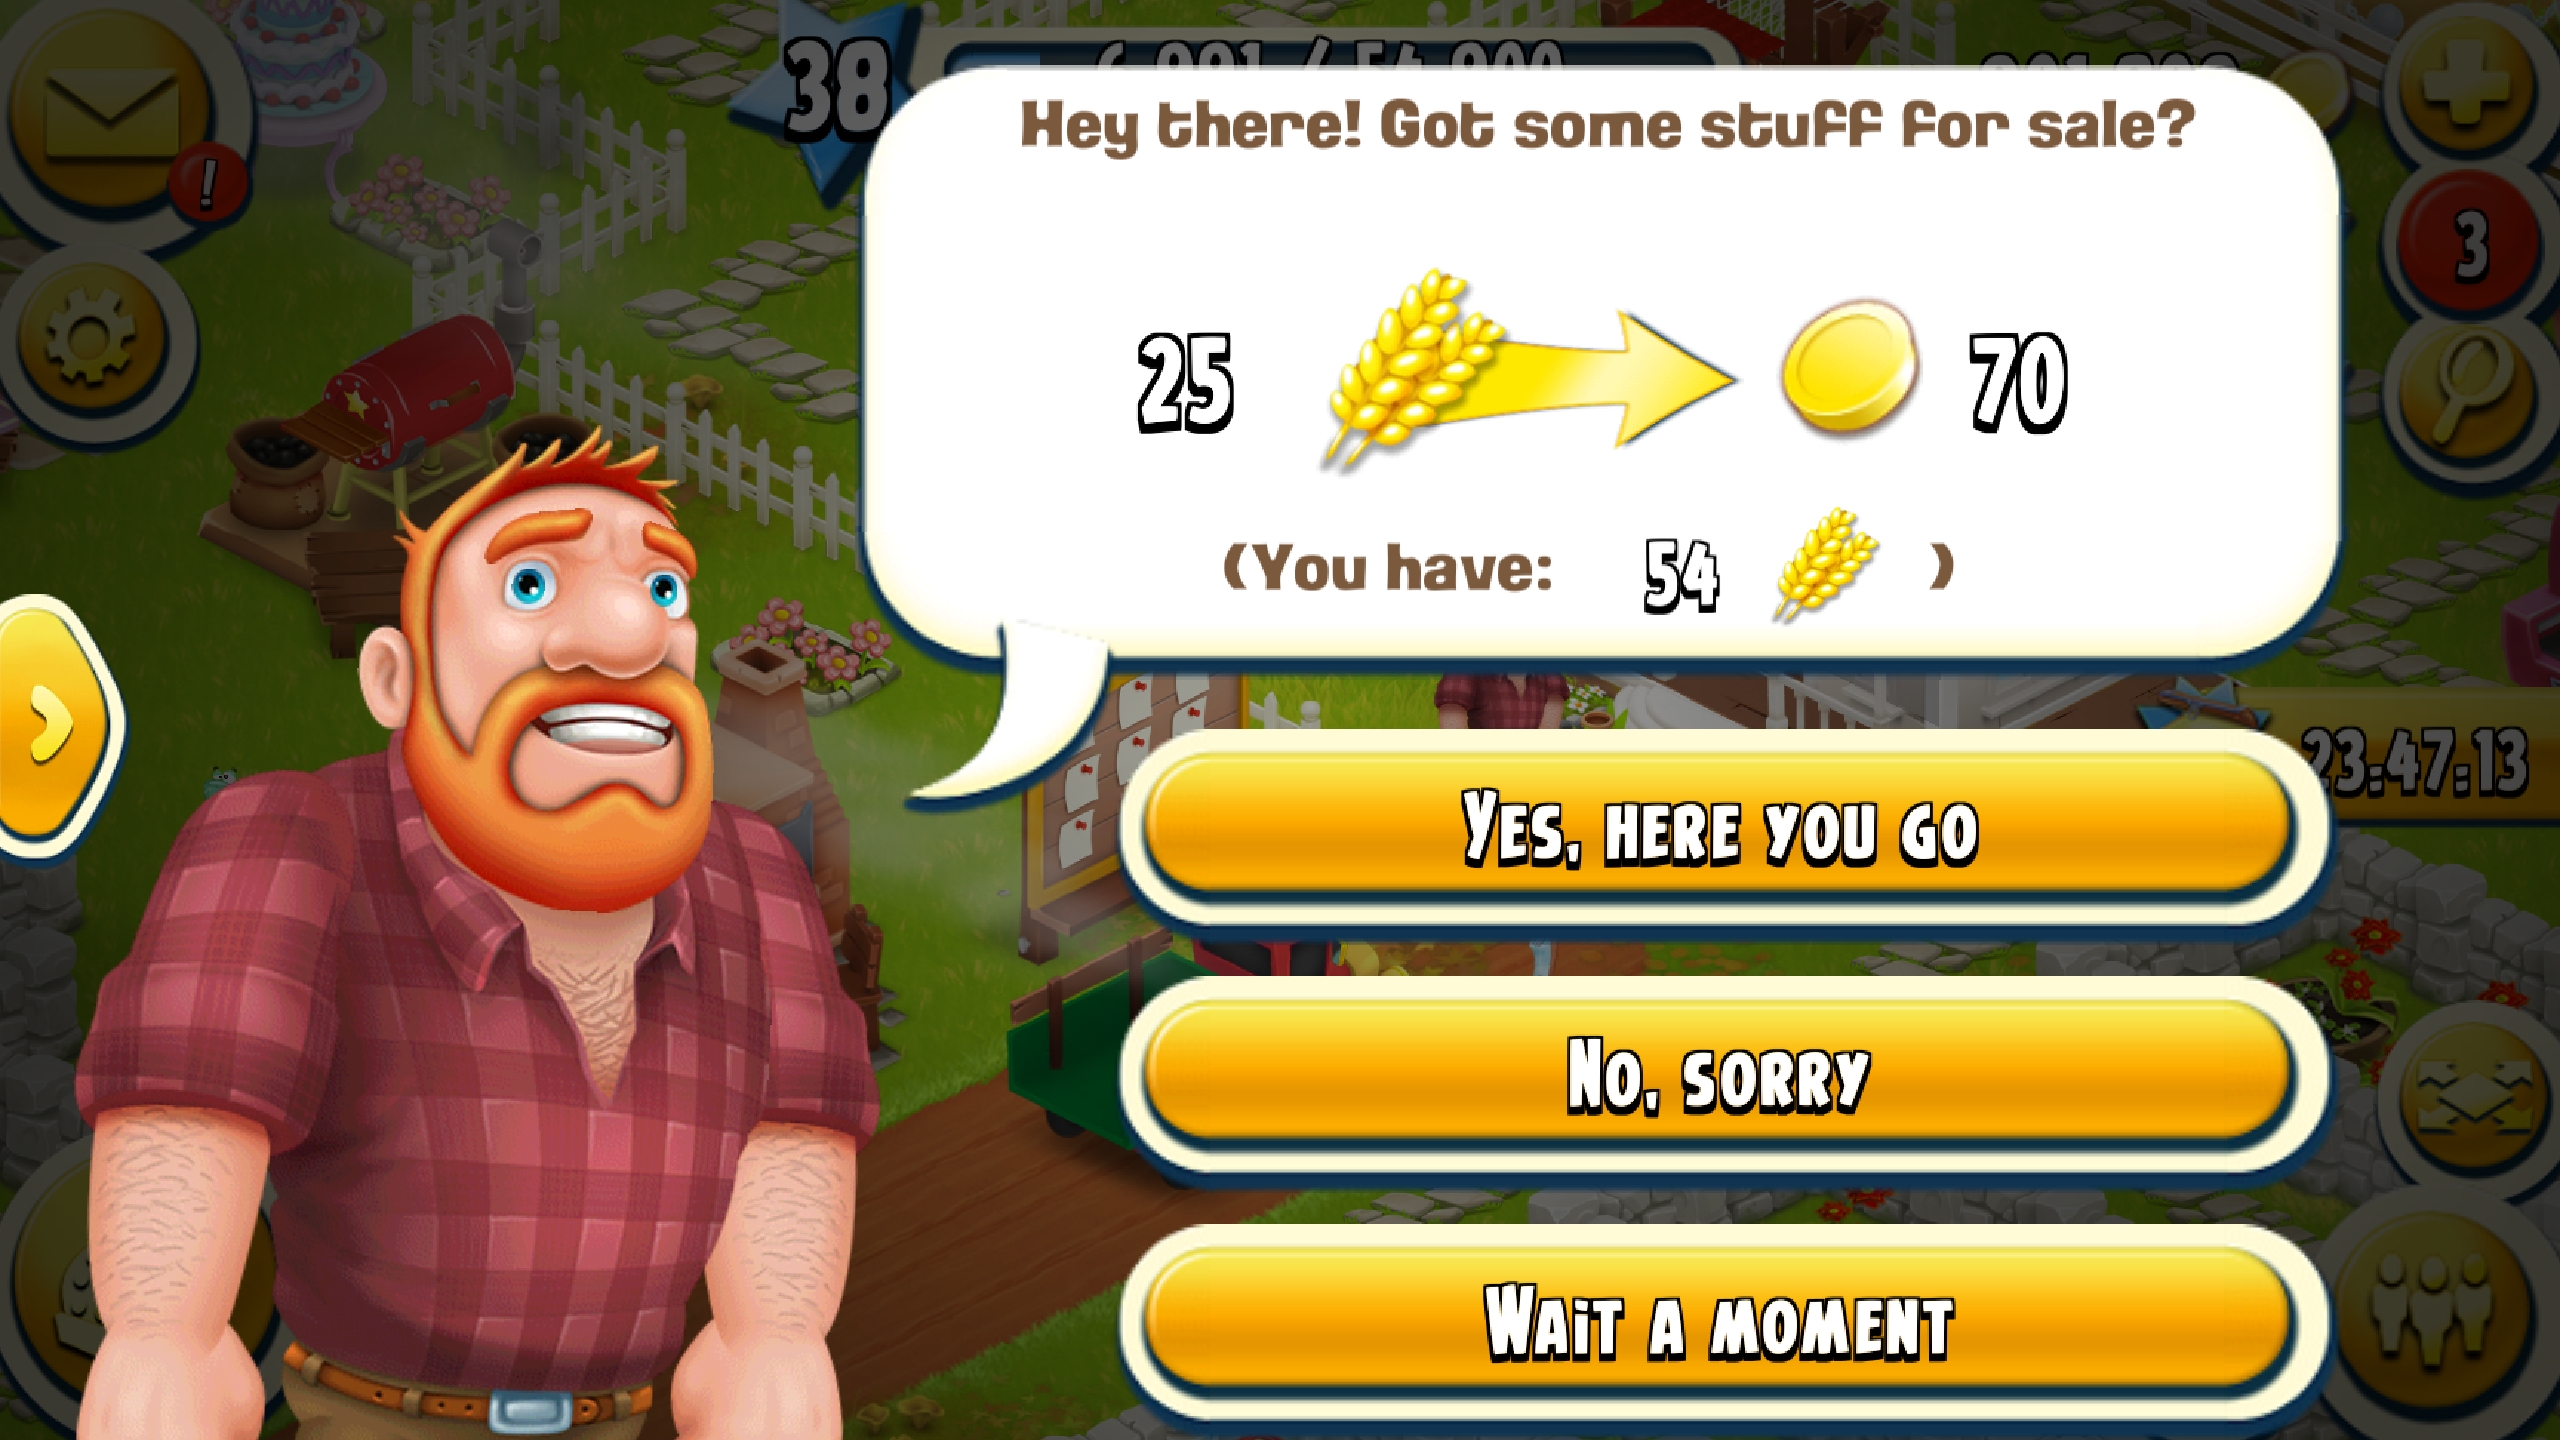 38
!
Hey there! Got some stuff for sale?
3
25
70
(You have: 54 )
23:47:13
Yes, here you go
No, sorry
Wait a moment